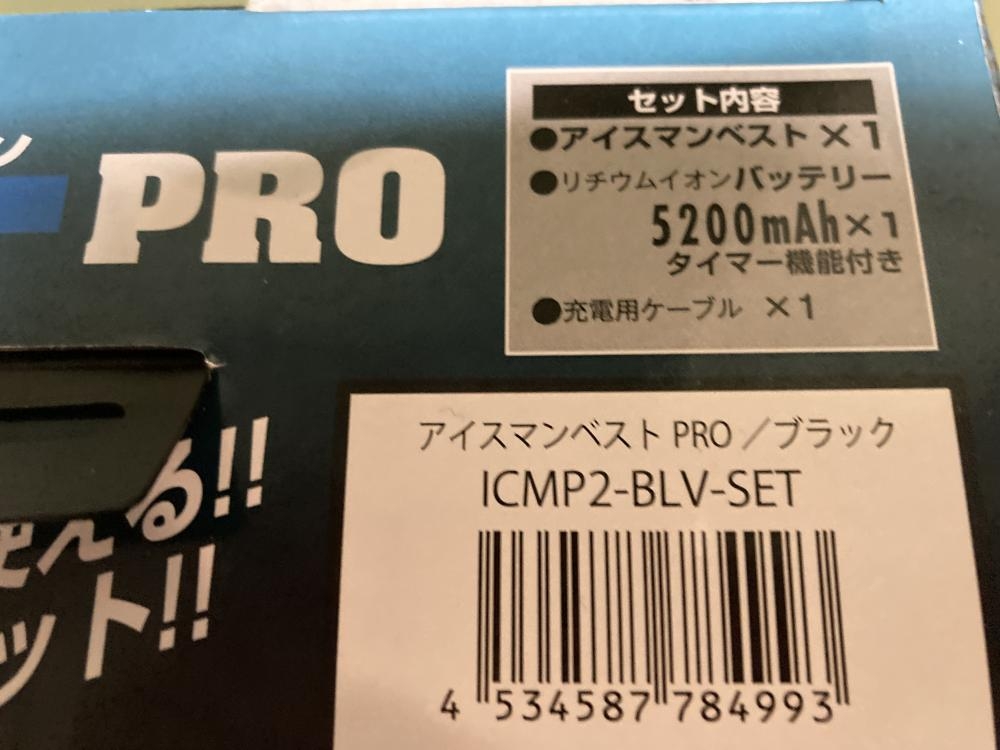 セット内容
●アイスマンベスト×1
●リチウムイオンバッテリー
5200mAh×1
タイマー機能付き
●充電用ケーブル ×1
ン
PRO
使える!!
ット!!
アイスマンベスト PRO／ブラック
ICMP2-BLV-SET
4 534587 784993